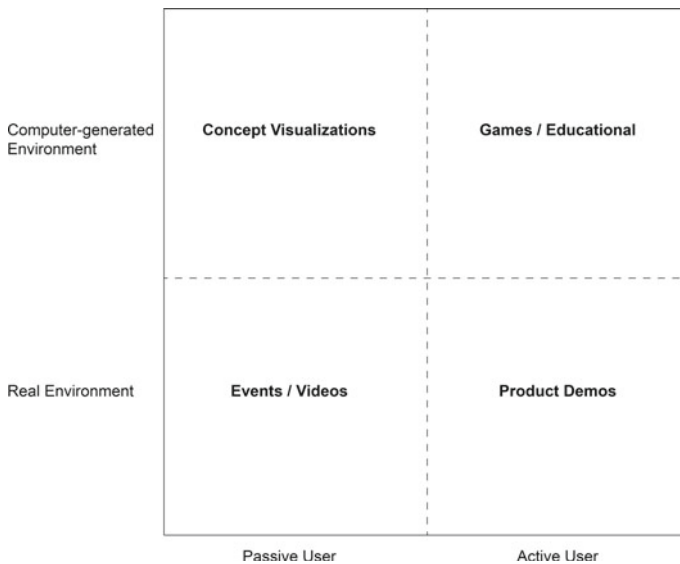 Computer-generated
Environment
Concept Visualizations
Games / Educational
Real Environment
Events / Videos
Product Demos
Passive User
Active User